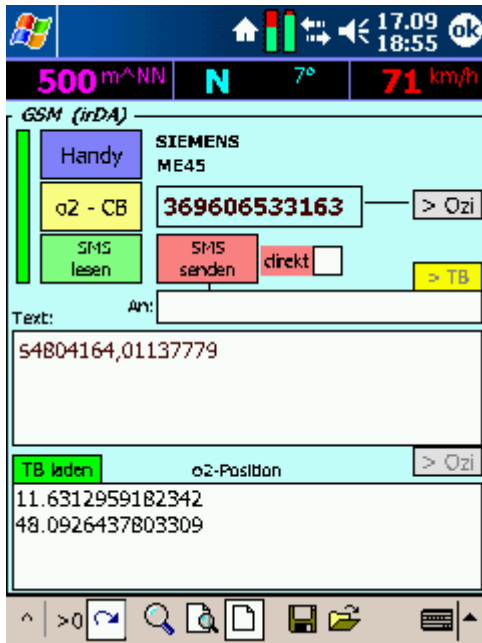 17.09
18:55
ok
500 m^NN N 7° 71 km/h
GSM (irDA)
Handy
SIEMENS
ME45
o2 - CB 369606533163 > Ozi
SMS
lesen
SMS
senden
direkt
> TB
An:
Text:
s4804164,01137779
TB laden o2-Position > Ozi
11.6312959182342
48.0926437803309
^ >0